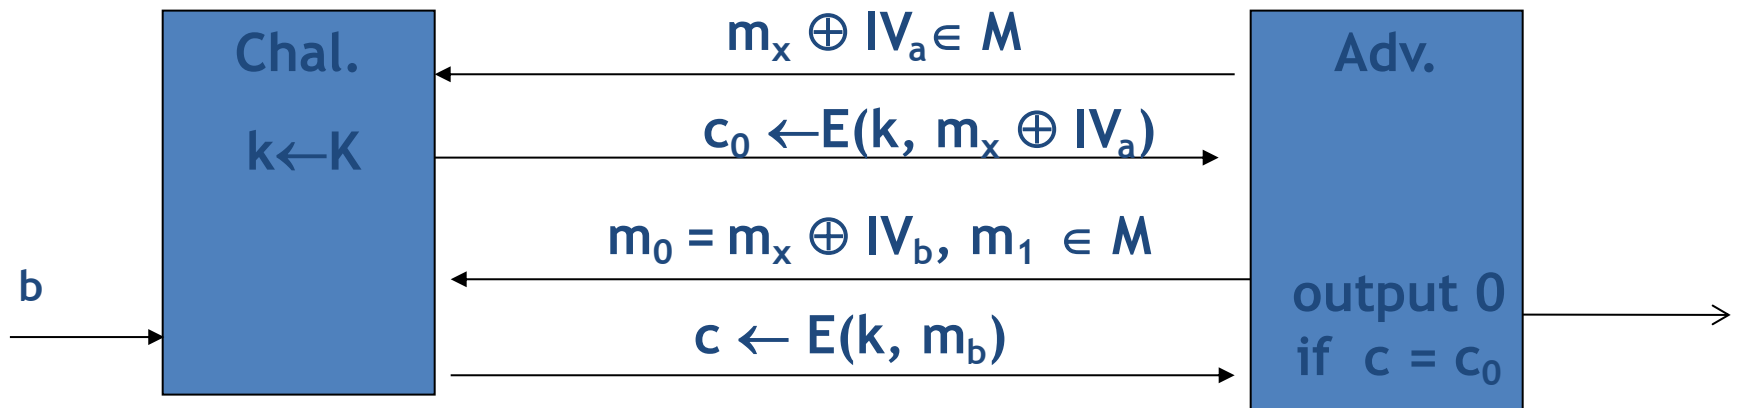 Chal.
k←K
mₓ ⊕ IVₐ ∈ M
c₀ ←E(k, mₓ ⊕ IVₐ)
m₀ = mₓ ⊕ IV_b, m₁ ∈ M
c ← E(k, m_b)
b
Adv.
output 0
if c = c₀